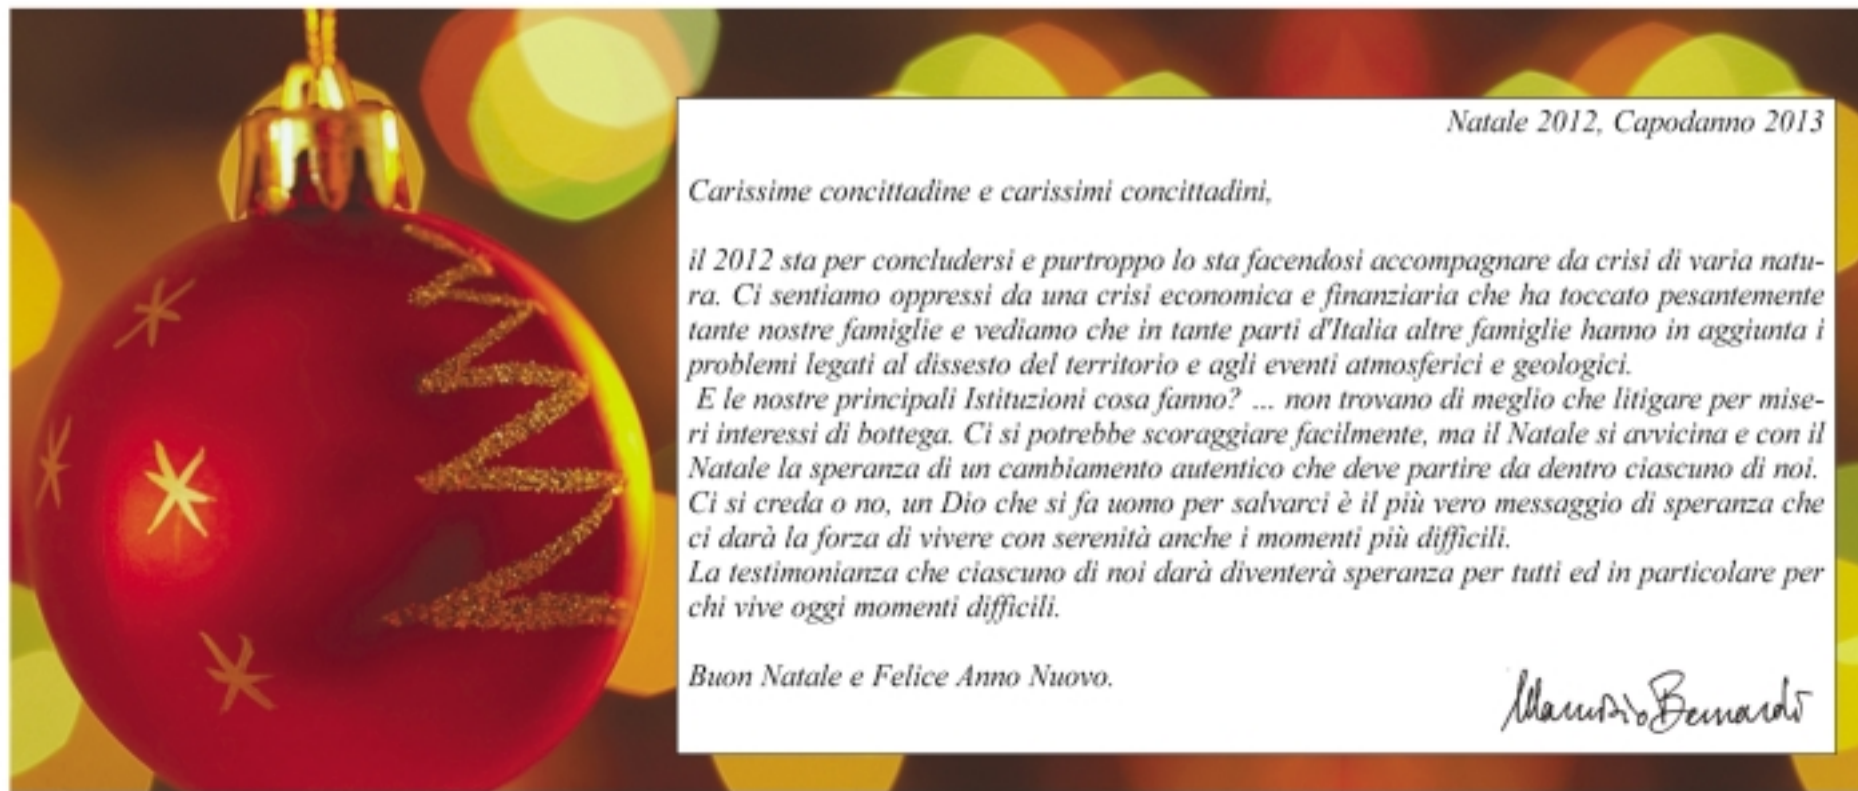 Natale 2012, Capodanno 2013
Carissime concittadine e carissimi concittadini,
il 2012 sta per concludersi e purtroppo lo sta facendosi accompagnare da crisi di varia natu-
ra. Ci sentiamo oppressi da una crisi economica e finanziaria che ha toccato pesantemente
tante nostre famiglie e vediamo che in tante parti d'Italia altre famiglie hanno in aggiunta i
problemi legati al dissesto del territorio e agli eventi atmosferici e geologici.
E le nostre principali Istituzioni cosa fanno? ... non trovano di meglio che litigare per mise-
ri interessi di bottega. Ci si potrebbe scoraggiare facilmente, ma il Natale si avvicina e con il
Natale la speranza di un cambiamento autentico che deve partire da dentro ciascuno di noi.
Ci si creda o no, un Dio che si fa uomo per salvarci è il più vero messaggio di speranza che
ci darà la forza di vivere con serenità anche i momenti più difficili.
La testimonianza che ciascuno di noi darà diventerà speranza per tutti ed in particolare per
chi vive oggi momenti difficili.
Buon Natale e Felice Anno Nuovo.
Maurizio Bernardi